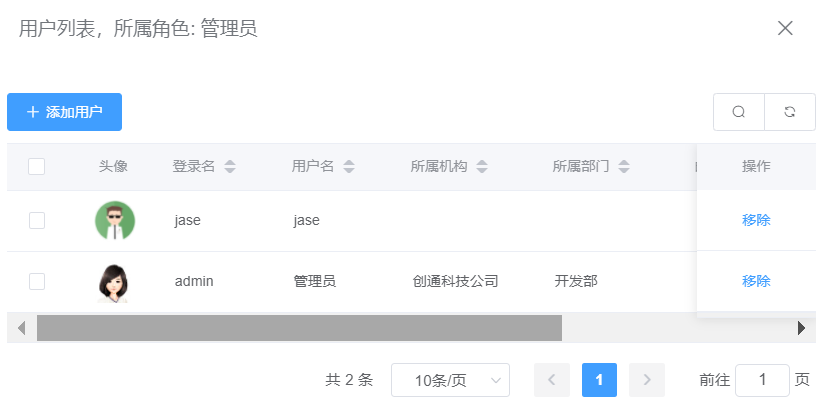 用户列表，所属角色: 管理员
添加用户
头像 登录名 用户名 所属机构 所属部门 操作
jase jase 移除
admin 管理员 创通科技公司 开发部 移除
共 2 条 10条/页 1 前往 1 页